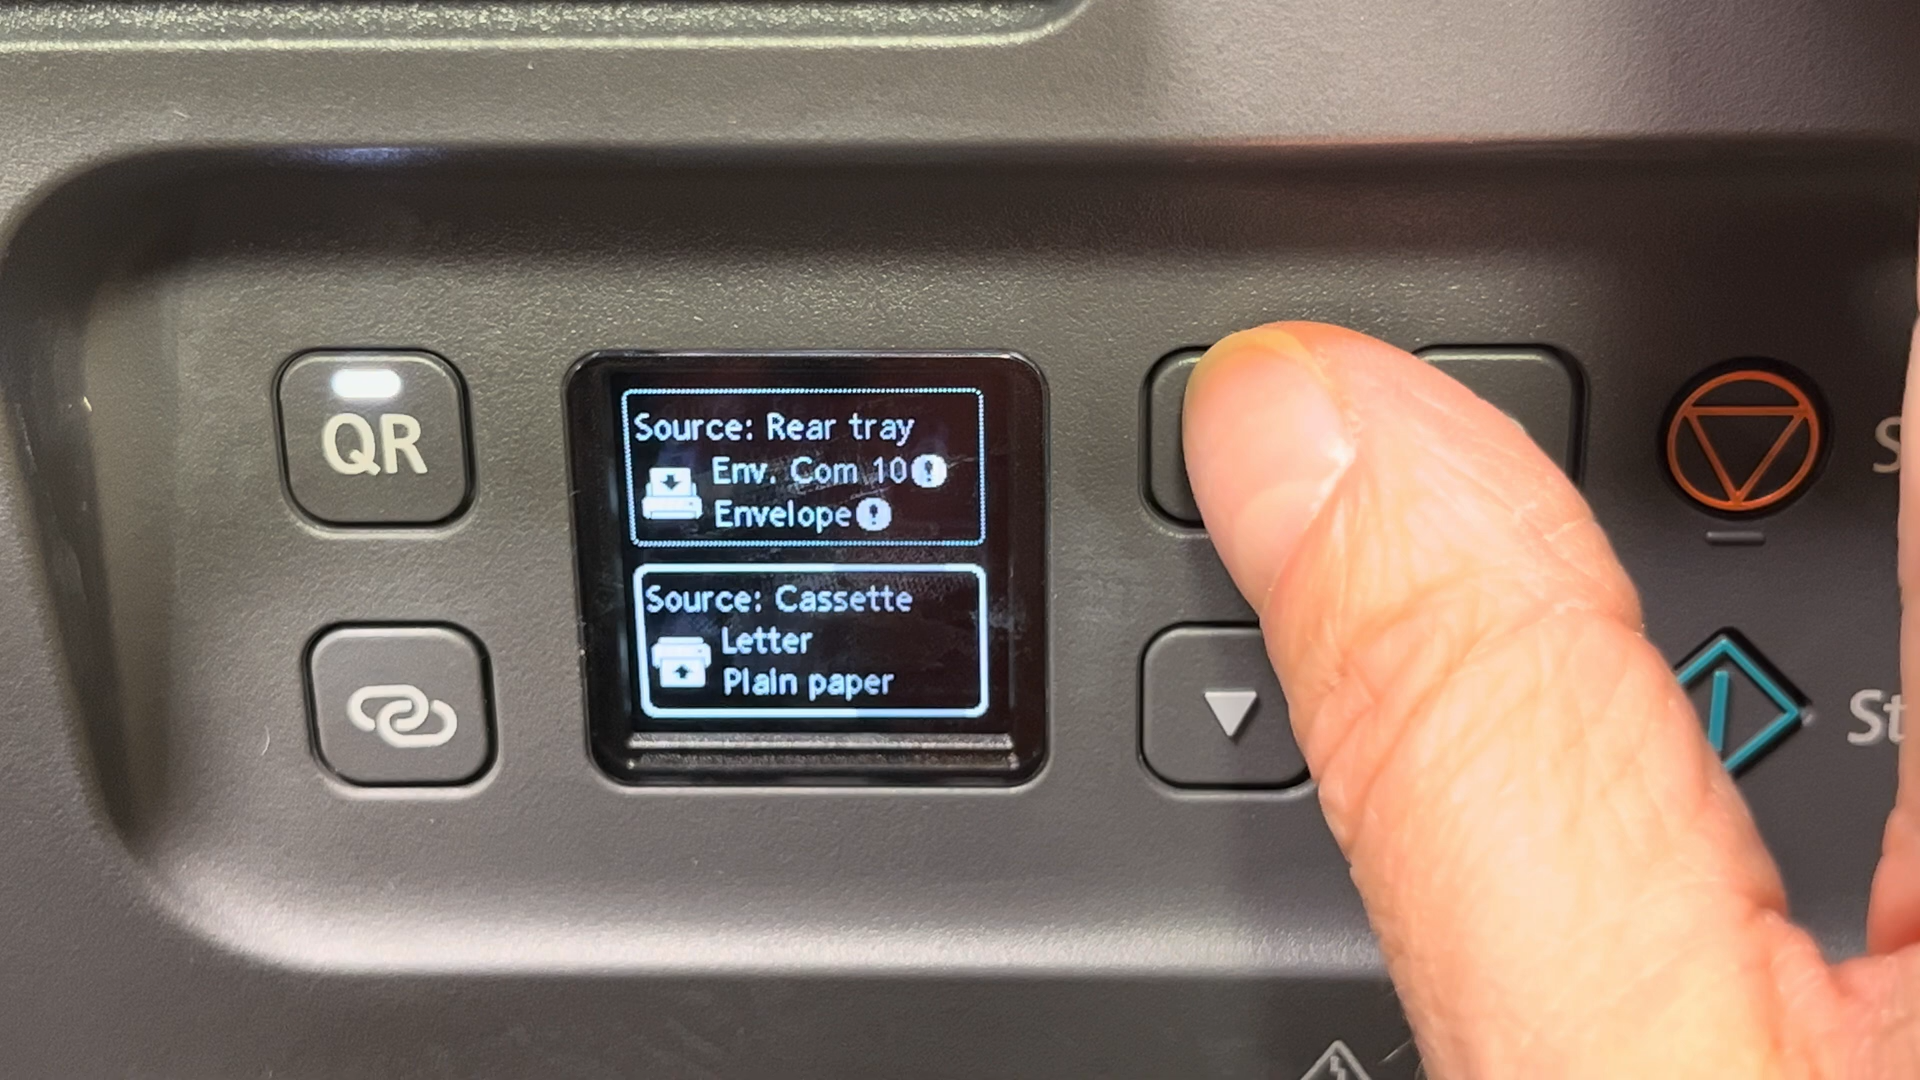 QR
Source: Rear tray
Env. Com 10
Envelope
Source: Cassette
Letter
Plain paper